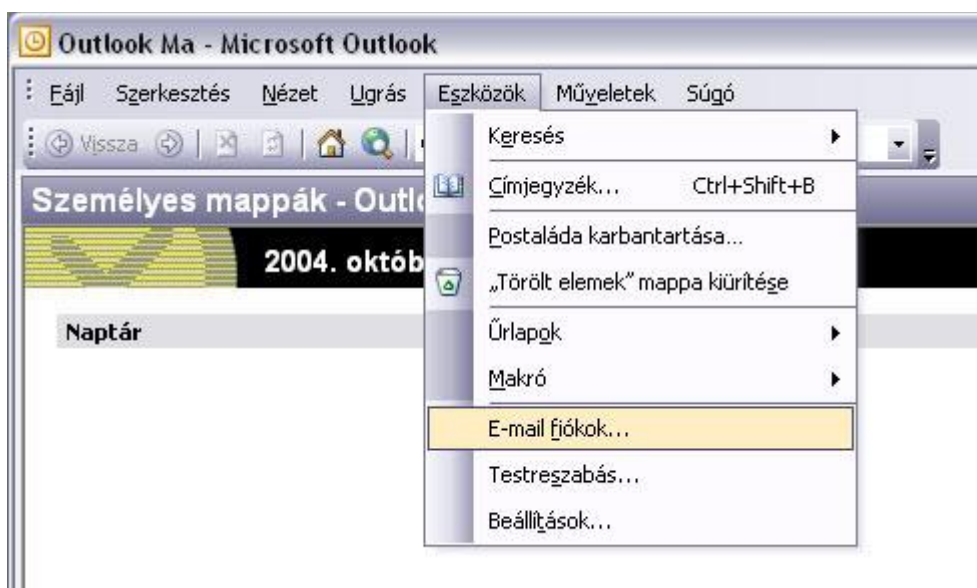 Outlook Ma - Microsoft Outlook
Fájl Szerkesztés Nézet Ugrás Eszközök Műveletek Súgó
Vissza
Személyes mappák - Outlo
2004. októb
Naptár
Keresés
Címjegyzék... Ctrl+Shift+B
Postaláda karbantartása...
„Törölt elemek” mappa kiürítése
Űrlapok
Makró
E-mail fiókok...
Testreszabás...
Beállítások...